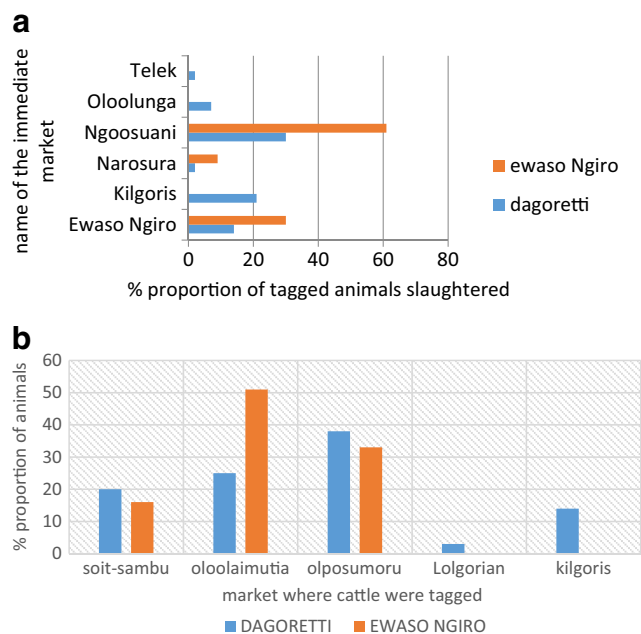 a
name of the immediate
market
Telek
Oloolunga
Ngoosuani
Narosura
Kilgoris
Ewaso Ngiro
0 20 40 60 80
% proportion of tagged animals slaughtered
ewaso Ngiro
dagoretti
b
% proportion of animals
60
50
40
30
20
10
0
soit-sambu oloolaimutia olposumoru Lolgorian kilgoris
market where cattle were tagged
DAGORETTI EWASO NGIRO